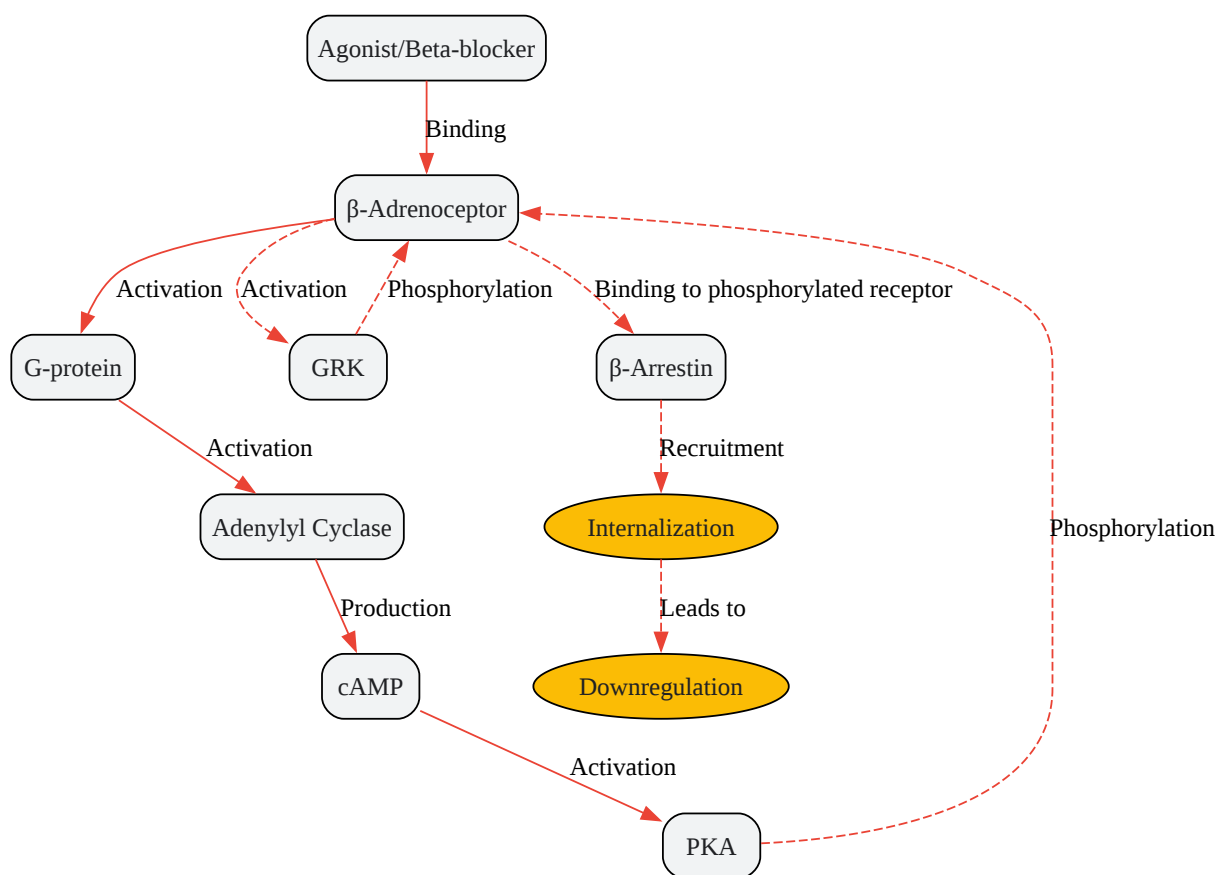 Agonist/Beta-blocker
Binding
β-Adrenoceptor
Activation
Activation
Phosphorylation
Binding to phosphorylated receptor
G-protein
GRK
β-Arrestin
Activation
Recruitment
Adenylyl Cyclase
Internalization
Phosphorylation
Production
Leads to
cAMP
Downregulation
Activation
PKA